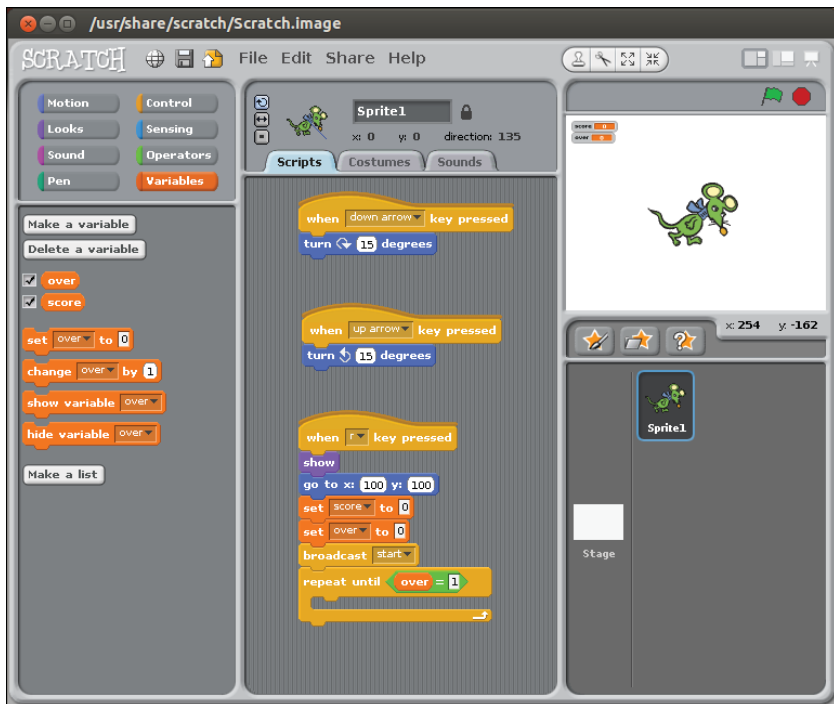 /usr/share/scratch/Scratch.image
SCRATCH File Edit Share Help
Motion Control
Looks Sensing
Sound Operators
Pen Variables
Make a variable
Delete a variable
over
score
set over to 0
change over by 1
show variable over
hide variable over
Make a list
Sprite1
x: 0 y: 0 direction: 135
Scripts Costumes Sounds
when down arrow key pressed
turn 15 degrees
when up arrow key pressed
turn 15 degrees
when r key pressed
show
go to x: 100 y: 100
set score to 0
set over to 0
broadcast start
repeat until over = 1
score 0
over 0
x: 254 y: -162
Sprite1
Stage